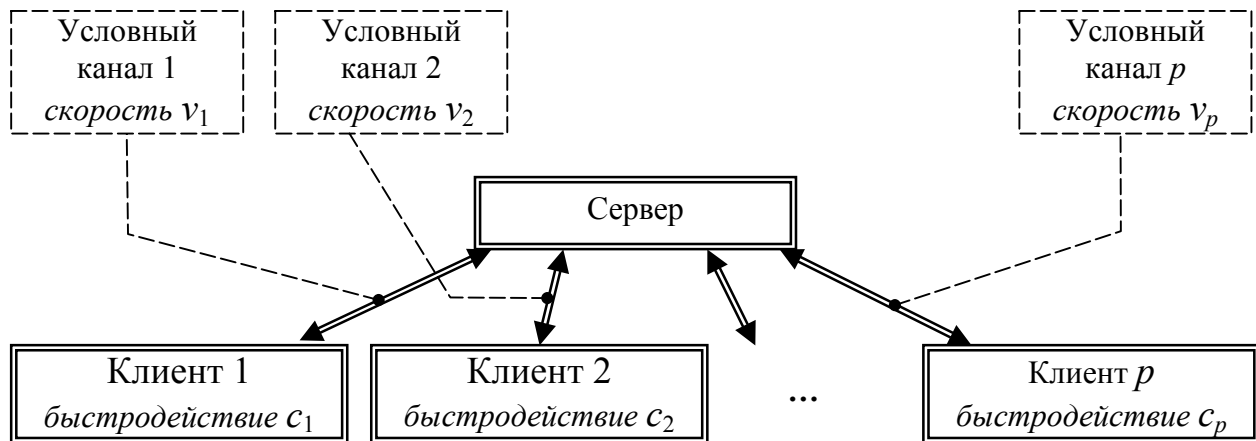 Условный
канал 1
скорость v₁
Условный
канал 2
скорость v₂
Условный
канал p
скорость vₚ
Сервер
Клиент 1
быстродействие c₁
Клиент 2
быстродействие c₂
...
Клиент p
быстродействие cₚ